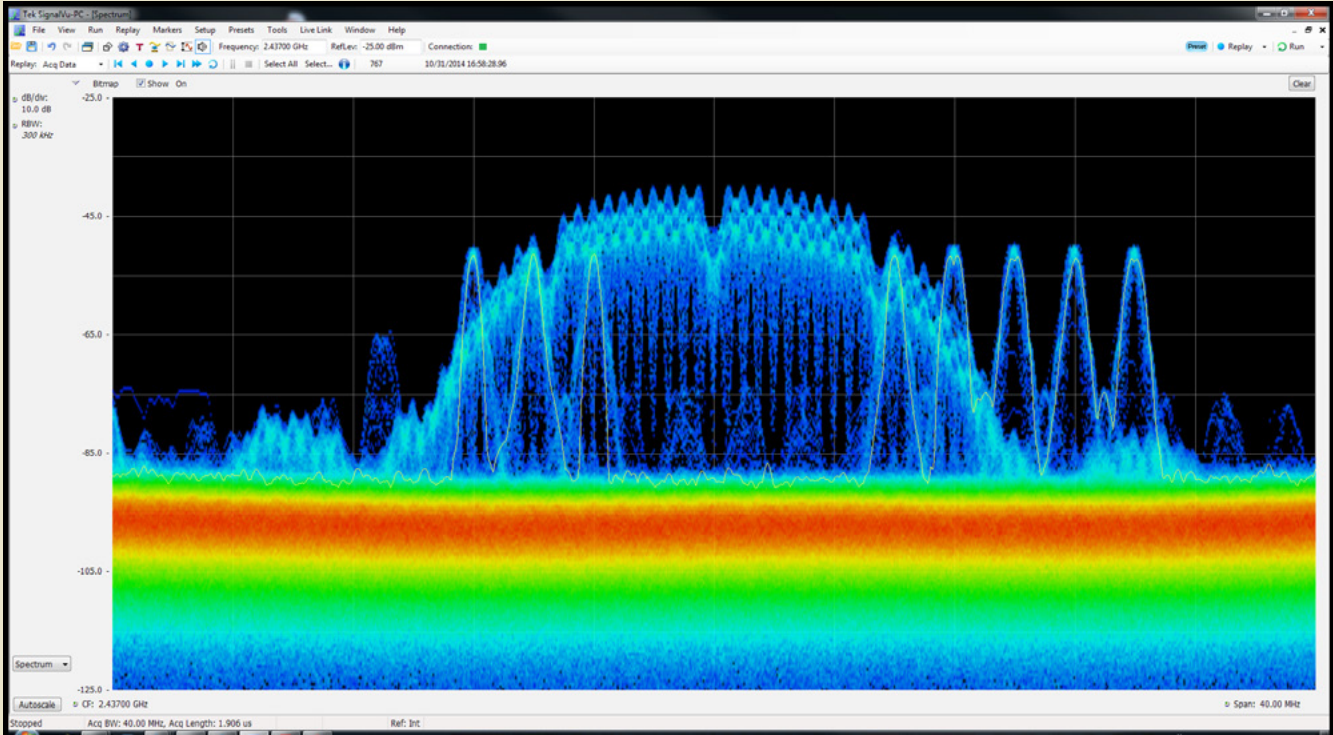 Tek SignalVu-PC - [Spectrum]
File View Run Replay Markers Setup Presets Tools Live Link Window Help
T Frequency: 2.43700 GHz RefLev: -25.00 dBm Connection: Preset Replay Run
Replay: Acq Data Select All Select... 767 10/31/2014 16:58:28.96
Bitmap Show On Clear
dB/div:
10.0 dB
RBW:
300 kHz
-25.0
-45.0
-65.0
-85.0
-105.0
Spectrum
-125.0
Autoscale CF: 2.43700 GHz Span: 40.00 MHz
Stopped Acq BW: 40.00 MHz, Acq Length: 1.906 us Ref: Int